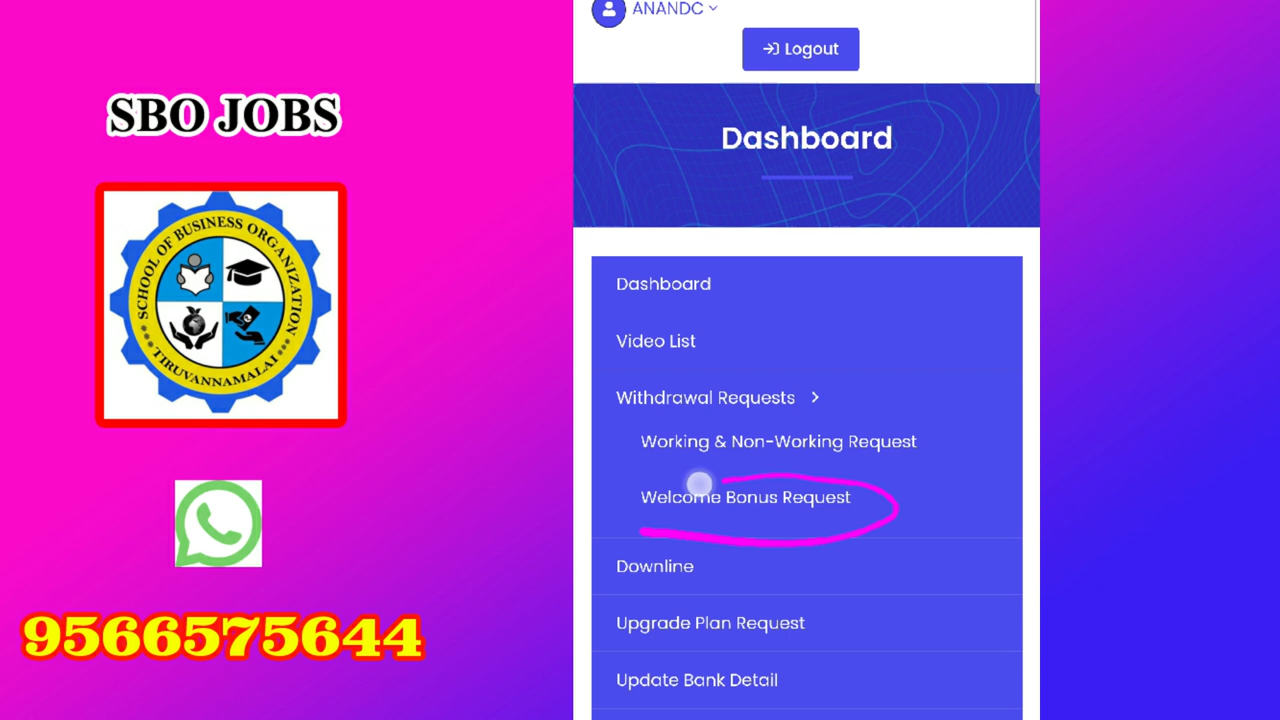 SBO JOBS
SCHOOL OF BUSINESS ORGANIZATION
*** TIRUVANNAMALAI ***
9566575644
ANANDC
Logout
Dashboard
Dashboard
Video List
Withdrawal Requests
Working & Non-Working Request
Welcome Bonus Request
Downline
Upgrade Plan Request
Update Bank Detail